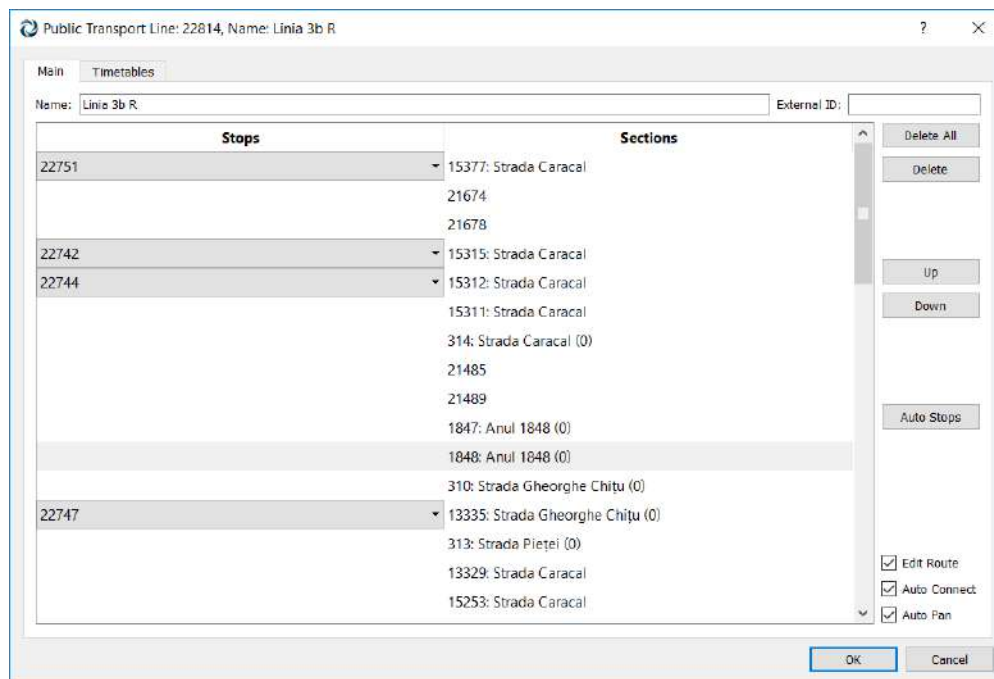 Public Transport Line: 22814, Name: Linia 3b R
?
Main Timetables
Name: Linia 3b R External ID:
Stops Sections
Delete All
22751 15377: Strada Caracal
Delete
21674
21678
22742 15315: Strada Caracal
22744 15312: Strada Caracal
Up
15311: Strada Caracal
Down
314: Strada Caracal (0)
21485
21489
1847: Anul 1848 (0)
Auto Stops
1848: Anul 1848 (0)
310: Strada Gheorghe Chițu (0)
22747 13335: Strada Gheorghe Chițu (0)
313: Strada Pieței (0)
Edit Route
13329: Strada Caracal
Auto Connect
15253: Strada Caracal
Auto Pan
OK Cancel